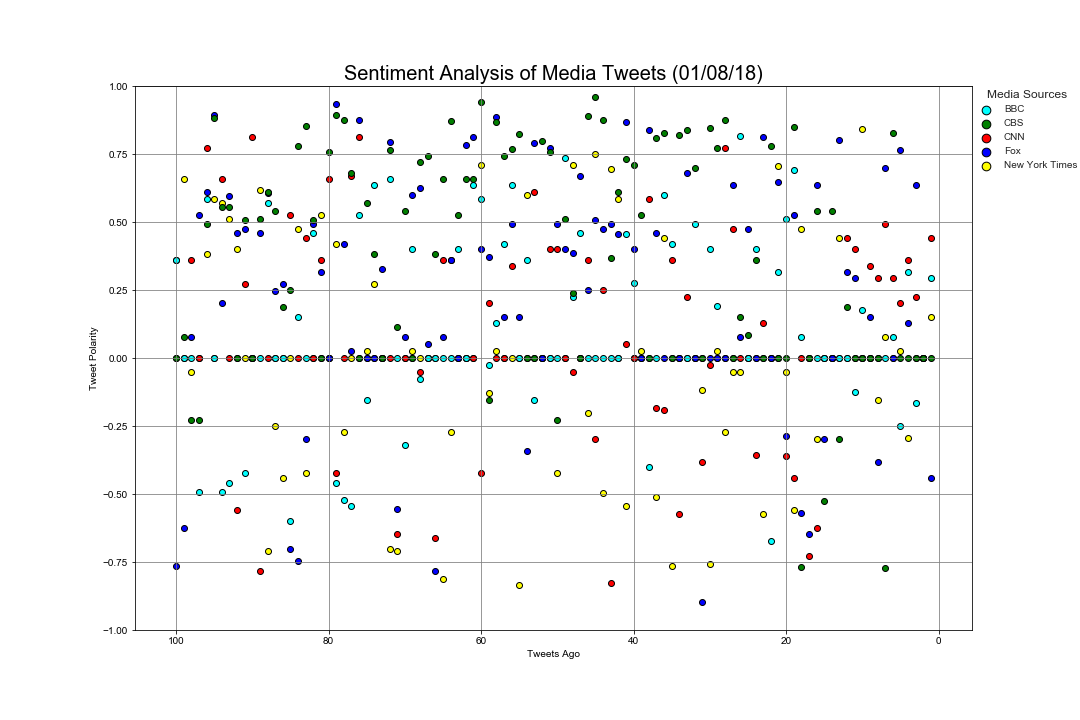 Sentiment Analysis of Media Tweets (01/08/18)
Media Sources
BBC
CBS
CNN
Fox
New York Times
Tweet Polarity
1.00
0.75
0.50
0.25
0.00
−0.25
−0.50
−0.75
−1.00
100 80 60 40 20 0
Tweets Ago